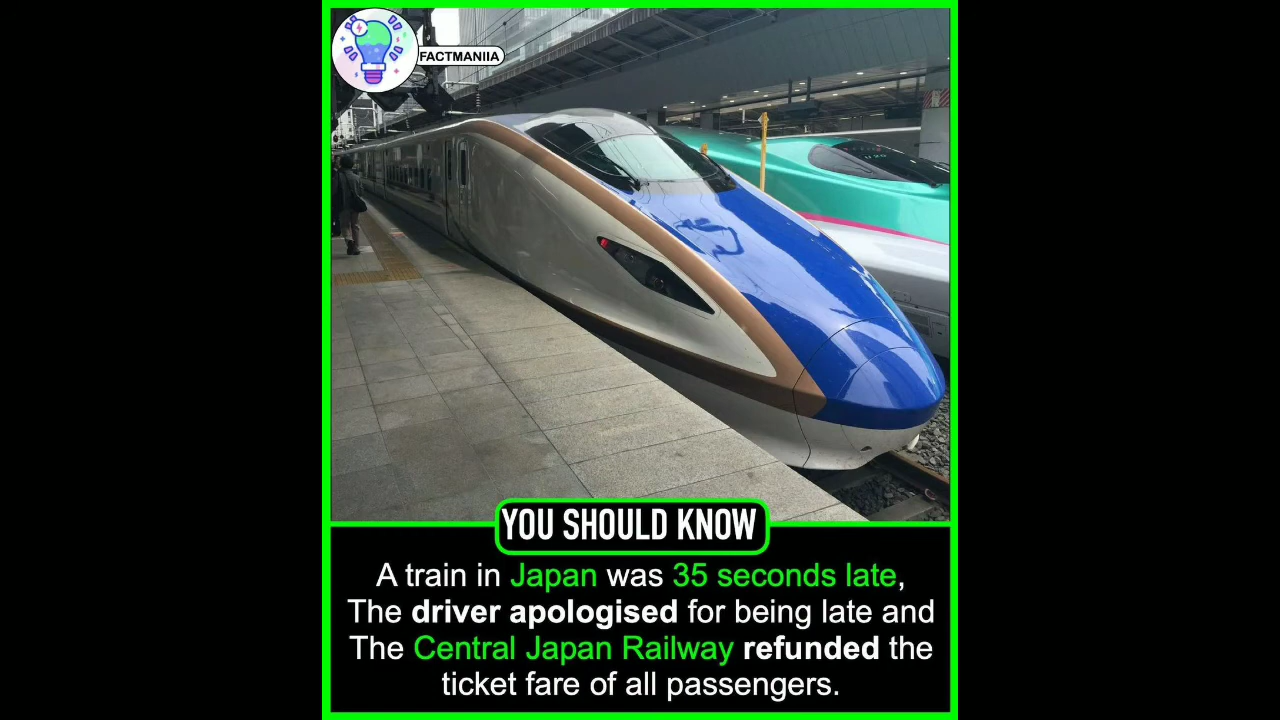 FACTMANIIA
YOU SHOULD KNOW
A train in Japan was 35 seconds late,
The driver apologised for being late and
The Central Japan Railway refunded the
ticket fare of all passengers.